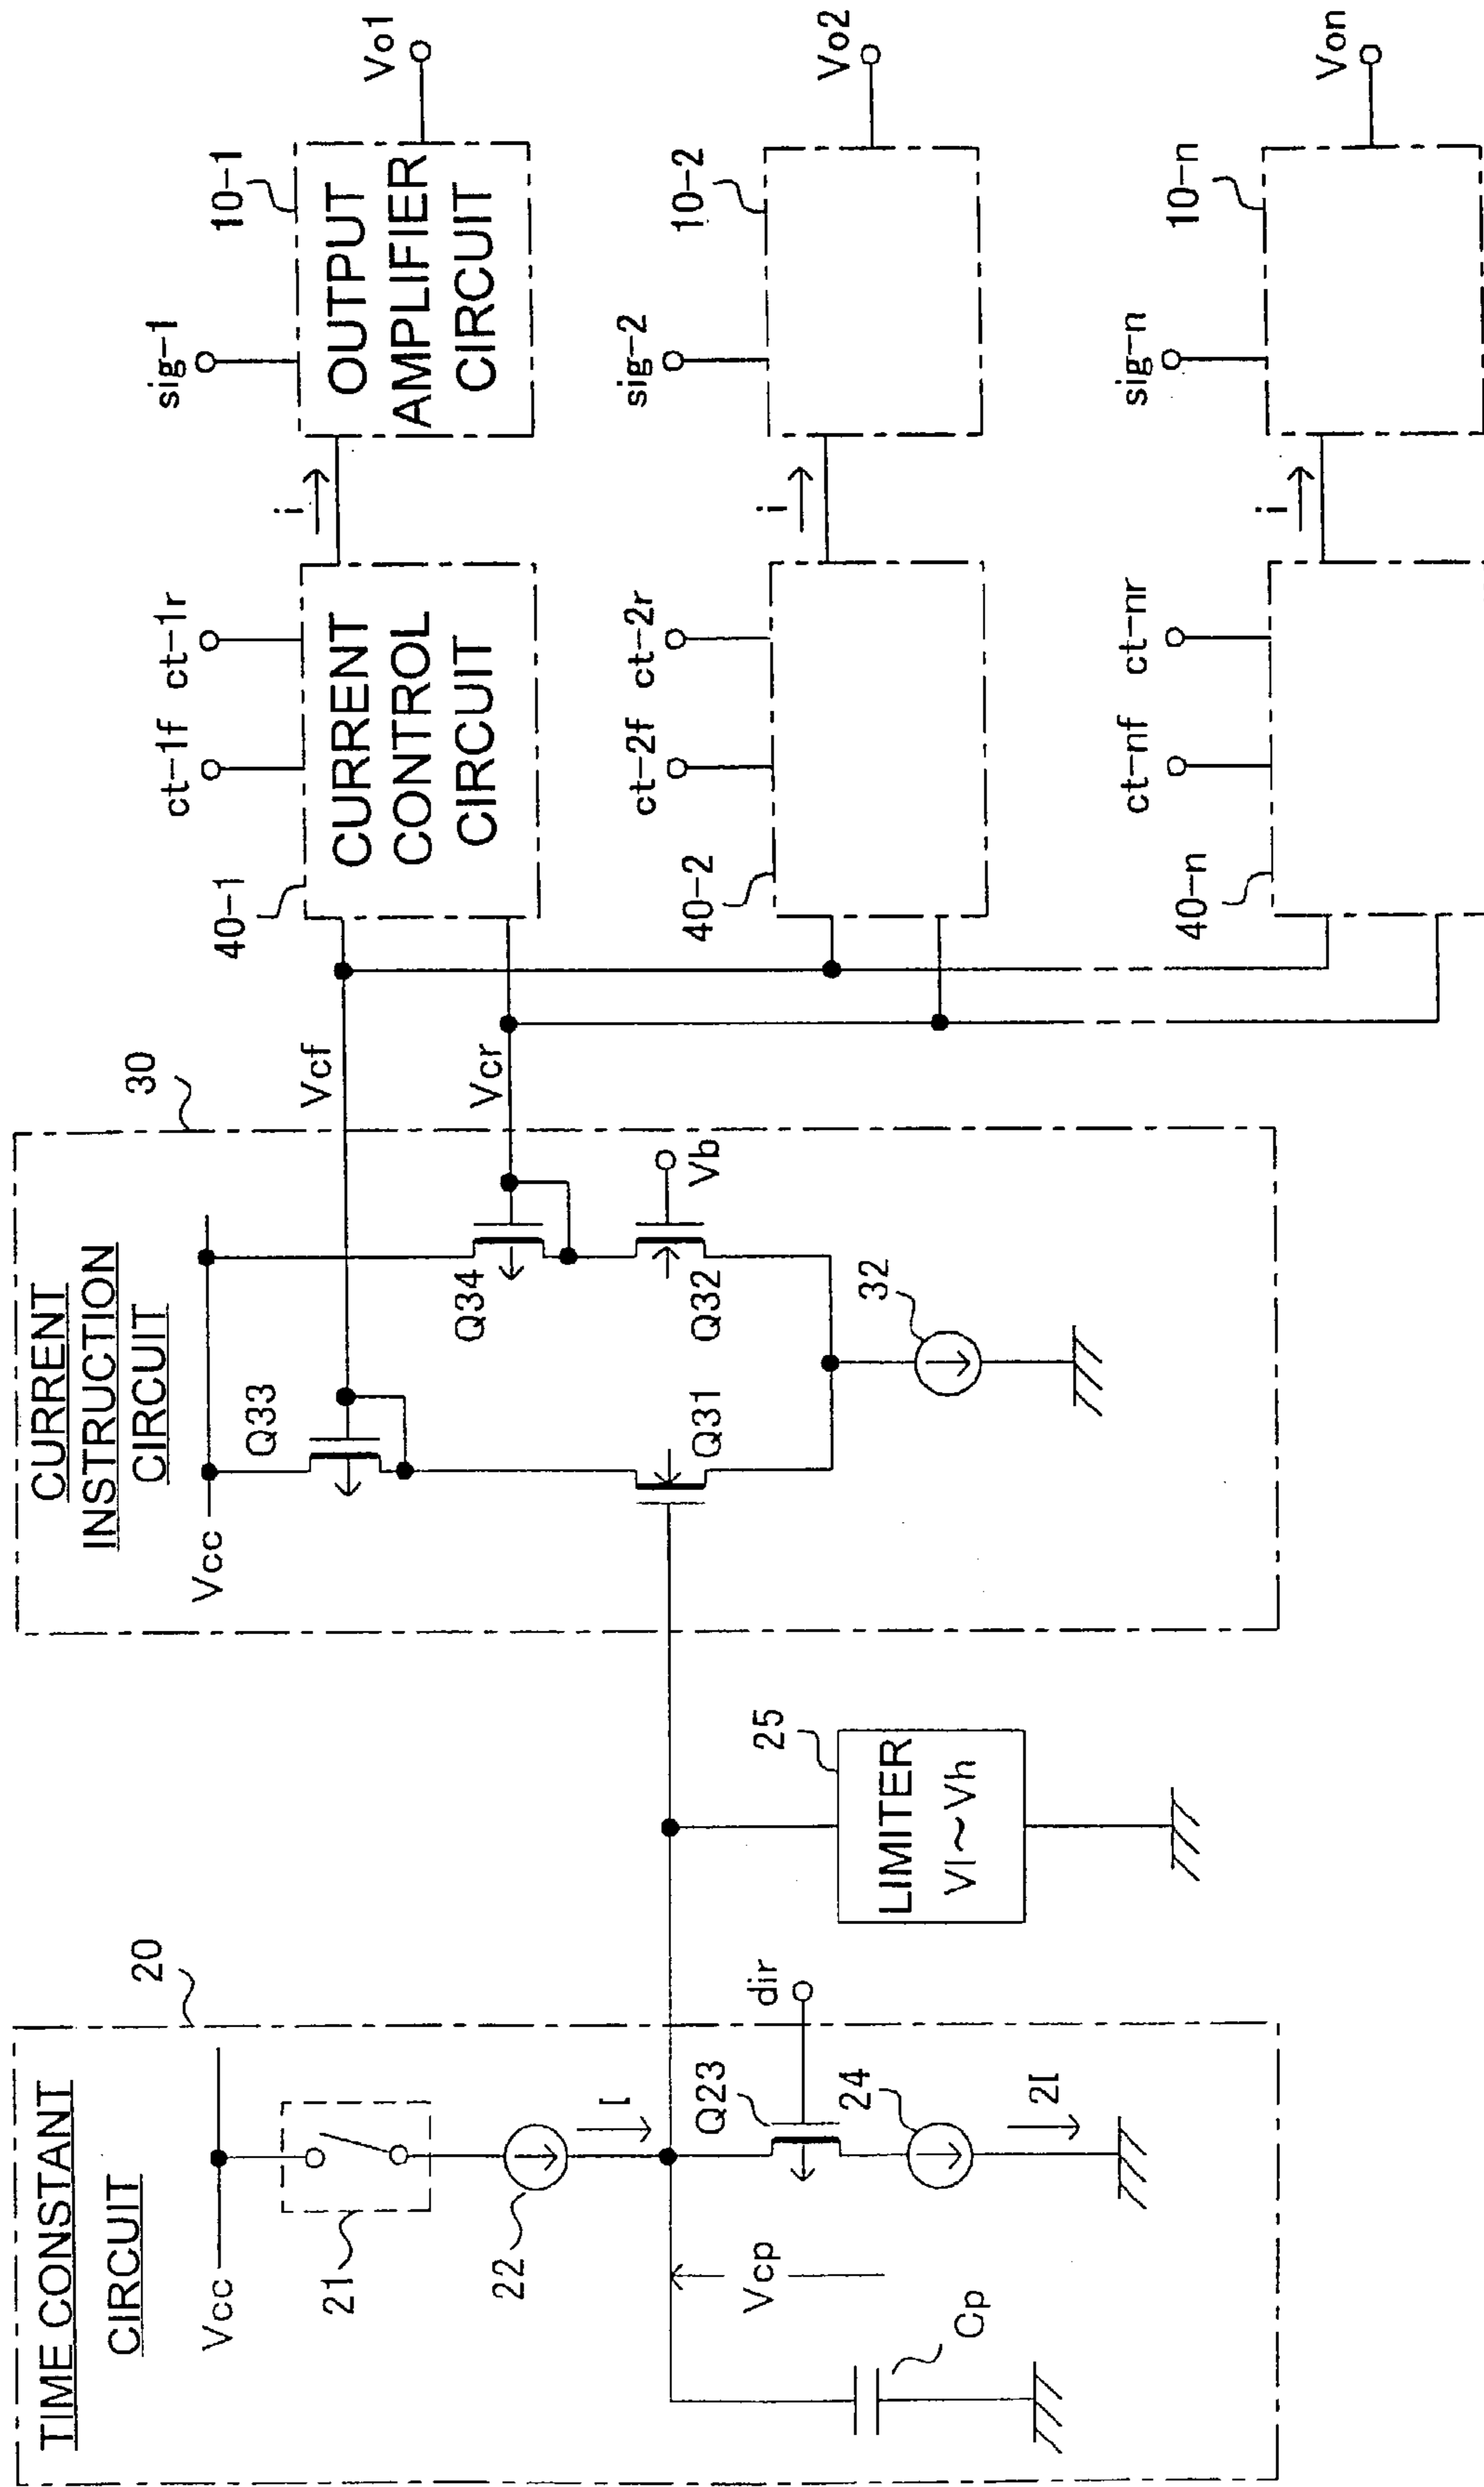 TIME CONSTANT
CIRCUIT
20
Vcc
21
22
I
Vcp
Cp
Q23
dir
24
2I
25
LIMITER
Vl～Vh
CURRENT
INSTRUCTION
CIRCUIT
30
Vcc
Q33
Q34
Q31
Q32
Vb
32
Vcf
Vcr
40-1
ct-1f
ct-1r
CURRENT
CONTROL
CIRCUIT
i
10-1
sig-1
OUTPUT
AMPLIFIER
CIRCUIT
Vo1
40-2
ct-2f
ct-2r
i
10-2
sig-2
Vo2
40-n
ct-nf
ct-nr
i
10-n
sig-n
Von